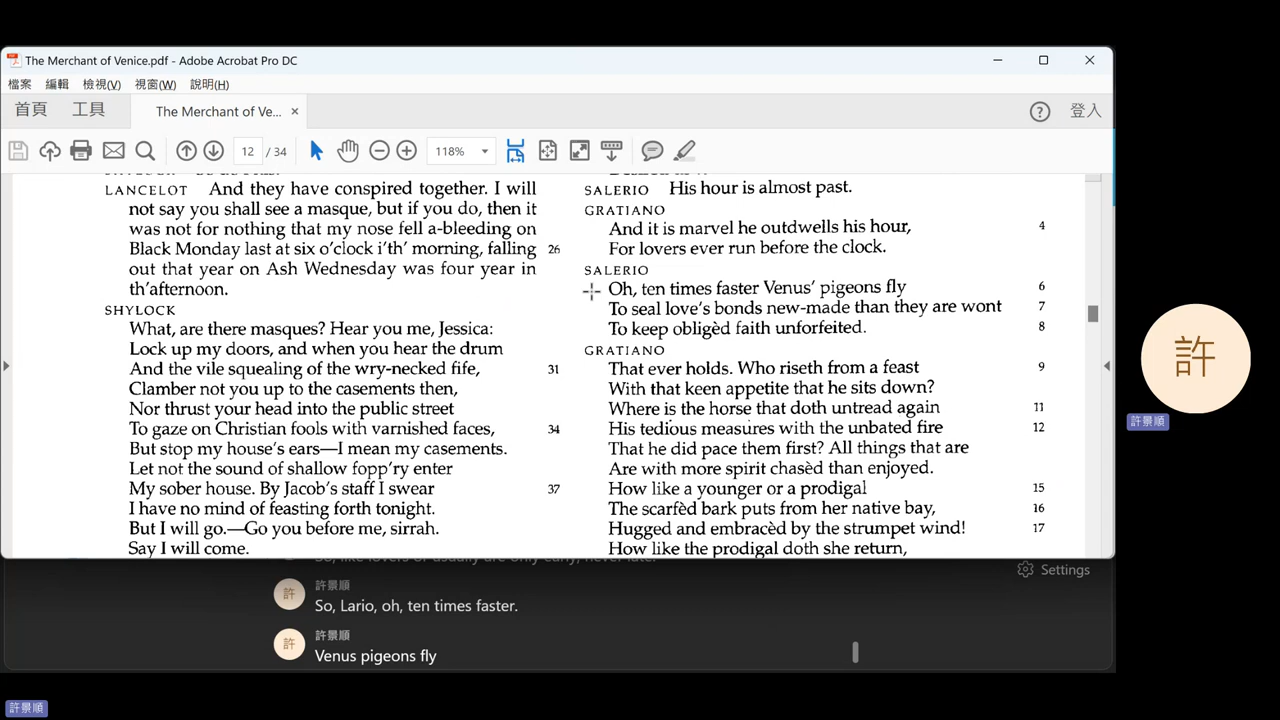 The Merchant of Venice.pdf - Adobe Acrobat Pro DC
檔案 編輯 檢視(V) 視窗(W) 說明(H)
首頁 工具 The Merchant of Ve... × ? 登入
12 / 34 118%
LANCELOT And they have conspired together. I will
not say you shall see a masque, but if you do, then it
was not for nothing that my nose fell a-bleeding on
Black Monday last at six o'clock i'th' morning, falling 26
out that year on Ash Wednesday was four year in
th'afternoon.
SHYLOCK
What, are there masques? Hear you me, Jessica:
Lock up my doors, and when you hear the drum
And the vile squealing of the wry-necked fife, 31
Clamber not you up to the casements then,
Nor thrust your head into the public street
To gaze on Christian fools with varnished faces, 34
But stop my house's ears—I mean my casements.
Let not the sound of shallow fopp'ry enter
My sober house. By Jacob's staff I swear 37
I have no mind of feasting forth tonight.
But I will go.—Go you before me, sirrah.
Say I will come.
SALERIO His hour is almost past.
GRATIANO
And it is marvel he outdwells his hour, 4
For lovers ever run before the clock.
SALERIO
Oh, ten times faster Venus' pigeons fly 6
To seal love's bonds new-made than they are wont 7
To keep obligèd faith unforfeited. 8
GRATIANO
That ever holds. Who riseth from a feast 9
With that keen appetite that he sits down?
Where is the horse that doth untread again 11
His tedious measures with the unbated fire 12
That he did pace them first? All things that are
Are with more spirit chasèd than enjoyed.
How like a younger or a prodigal 15
The scarfèd bark puts from her native bay, 16
Hugged and embracèd by the strumpet wind! 17
How like the prodigal doth she return,
Settings
許景順
So, Lario, oh, ten times faster.
許景順
Venus pigeons fly
許
許
許
許景順
許景順